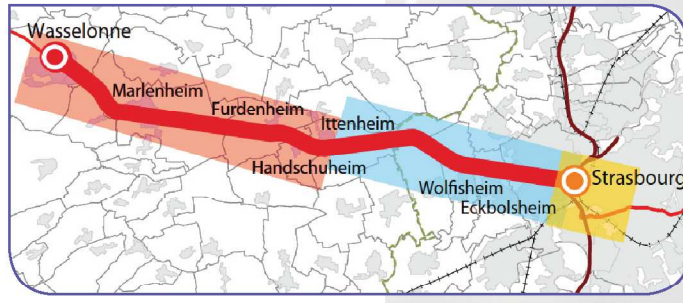 Wasselonne
Marlenheim
Furdenheim
Ittenheim
Handschuheim
Wolfisheim
Strasbourg
Eckbolsheim